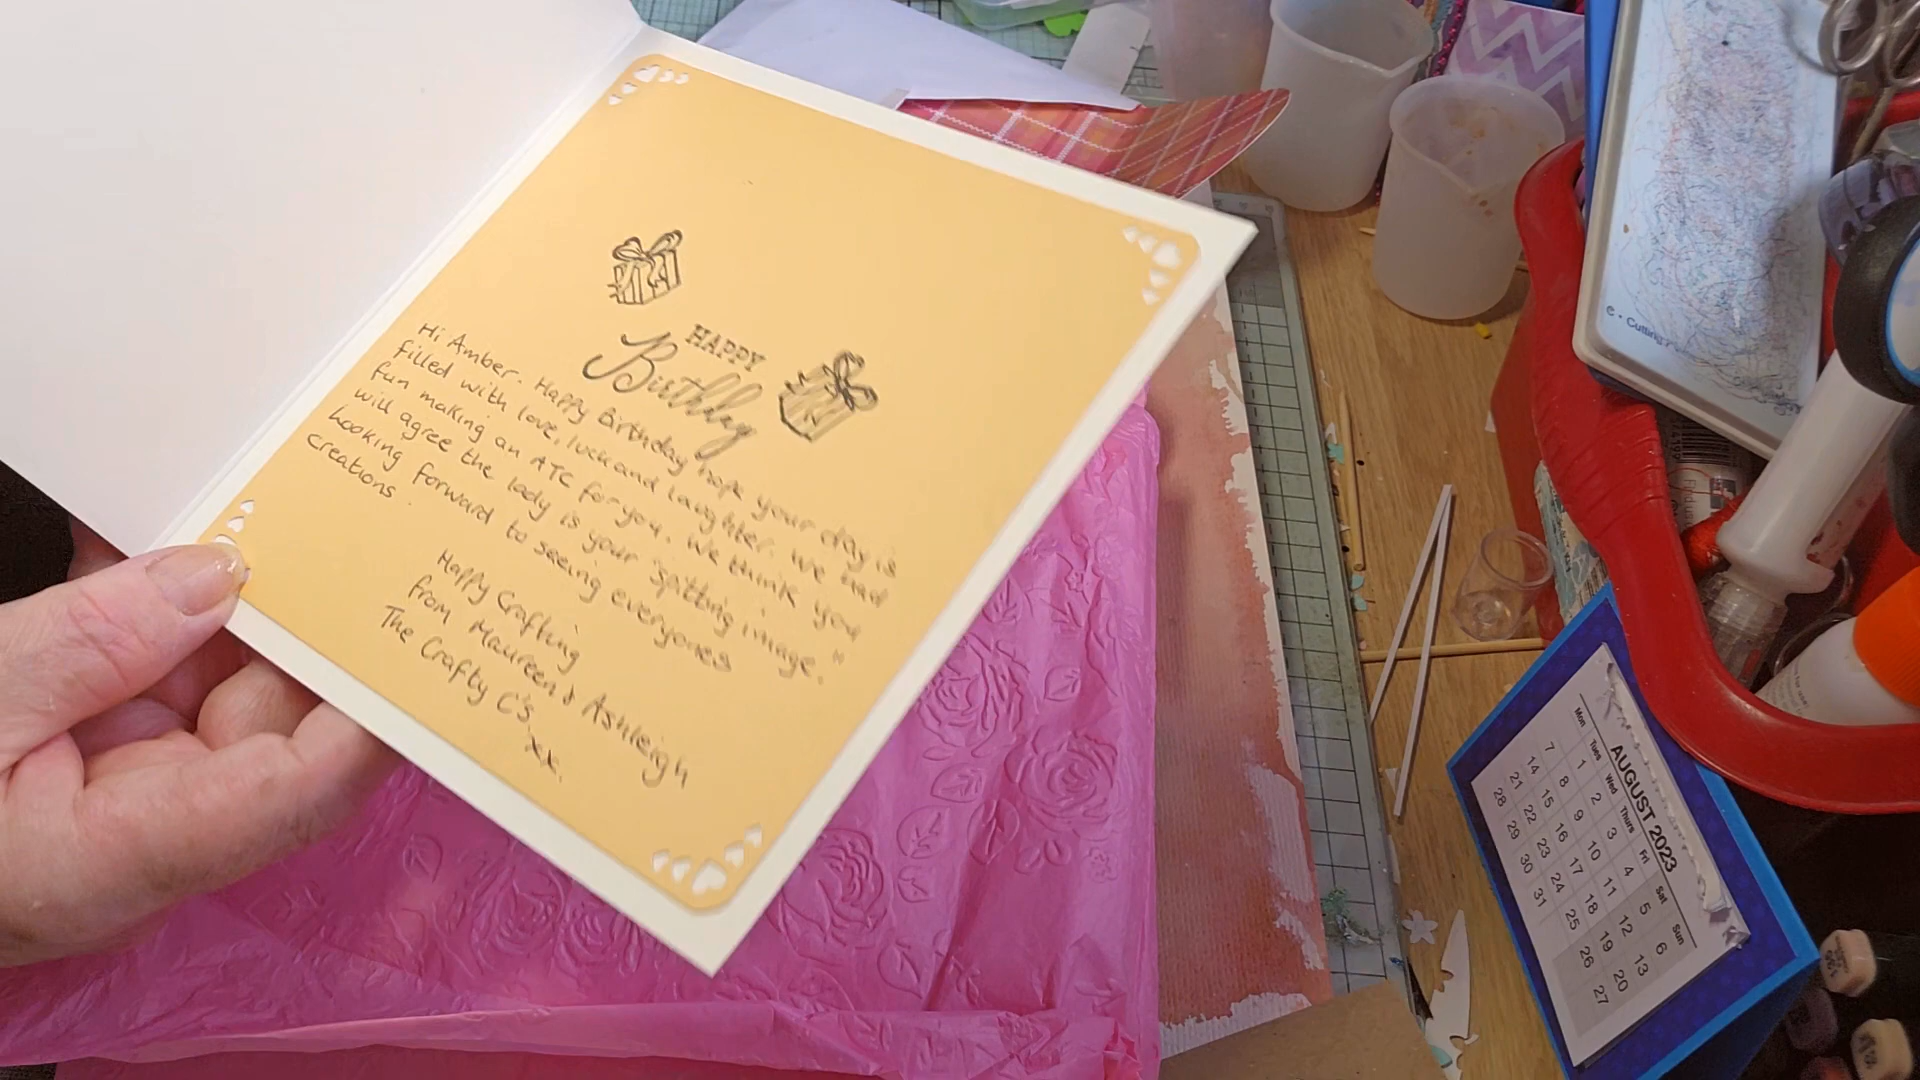 HAPPY
Birthday
Hi Amber. Happy Birthday hope your day is
filled with love, luck and laughter. We had
fun making an ATC for you. We think you
will agree the lady is your "spitting image."
Looking forward to seeing everyones
creations.
Happy Crafting
from Maureen & Ashleigh
The Crafty C's xx.
AUGUST 2023
Mon Tues Wed Thurs Fri Sat Sun
1 2 3 4 5 6
7 8 9 10 11 12 13
14 15 16 17 18 19 20
21 22 23 24 25 26 27
28 29 30 31
e • Cutting